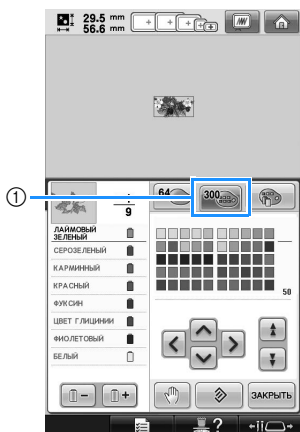 29.5 mm
56.6 mm
1
64
300
9
ЛАЙМОВЫЙ
ЗЕЛЕНЫЙ
СЕРОЗЕЛЕНЫЙ
КАРМИННЫЙ
КРАСНЫЙ
ФУКСИН
ЦВЕТ ГЛИЦИНИИ
ФИОЛЕТОВЫЙ
БЕЛЫЙ
50
ЗАКРЫТЬ
?